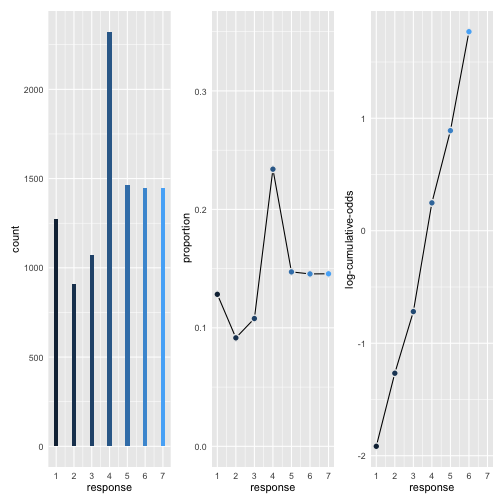 count
2000
1500
1000
500
0
1 2 3 4 5 6 7
response
proportion
0.3
0.2
0.1
0.0
1 2 3 4 5 6 7
response
log-cumulative-odds
1
0
-1
-2
1 2 3 4 5 6 7
response